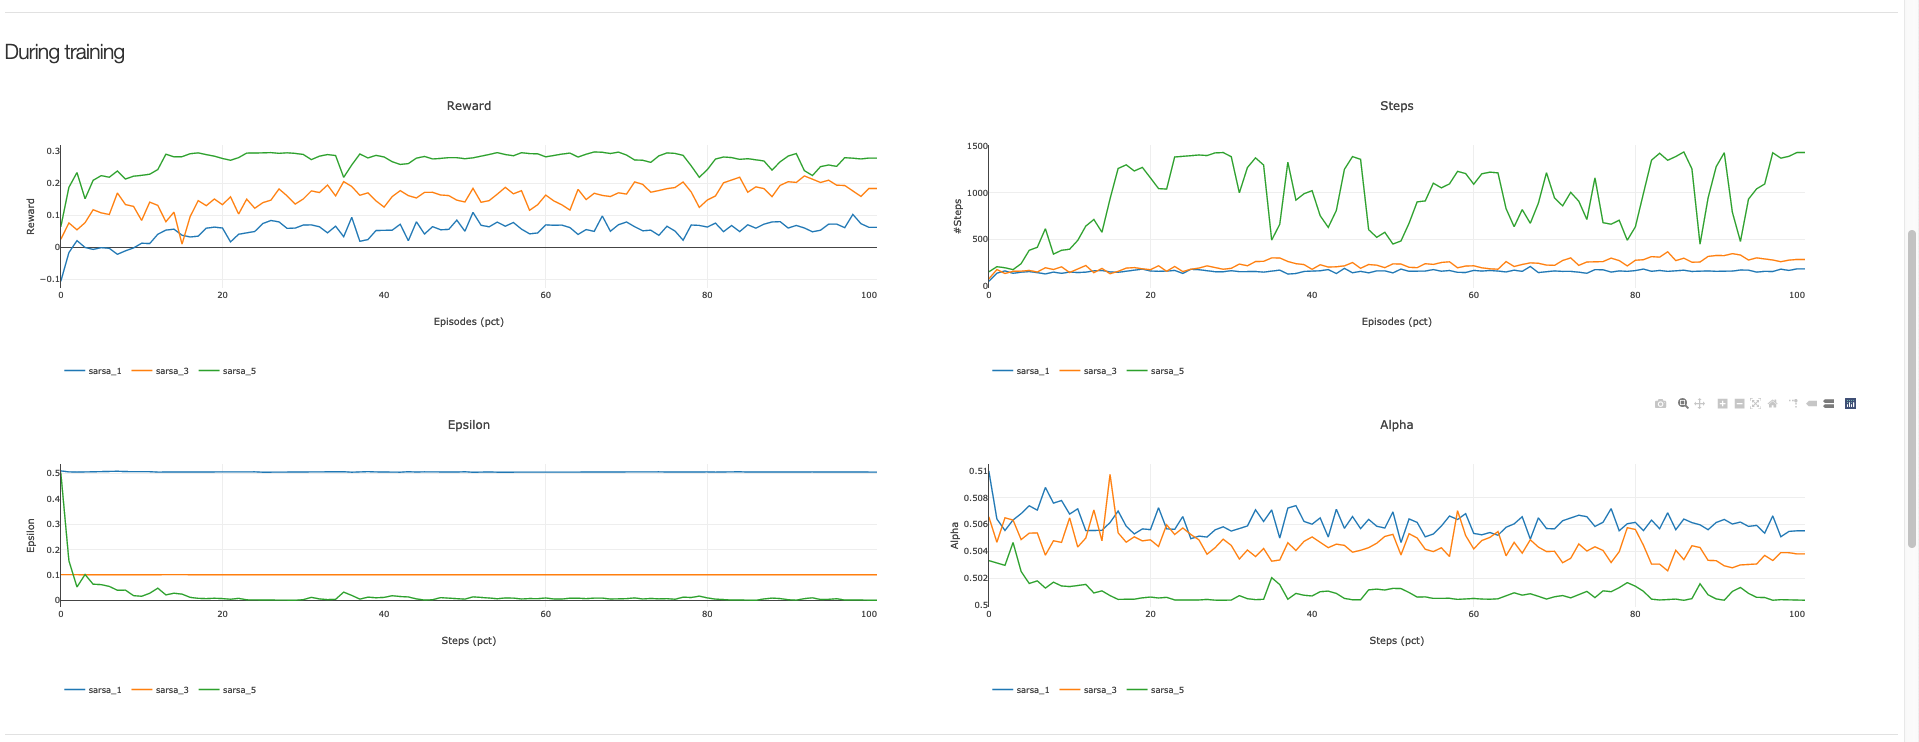 During training
Reward
0.3
0.2
0.1
0
−0.1
Reward
0 20 40 60 80 100
Episodes (pct)
sarsa_1 sarsa_3 sarsa_5
Steps
1500
1000
500
0
#Steps
0 20 40 60 80 100
Episodes (pct)
sarsa_1 sarsa_3 sarsa_5
Epsilon
0.5
0.4
0.3
0.2
0.1
0
Epsilon
0 20 40 60 80 100
Steps (pct)
sarsa_1 sarsa_3 sarsa_5
Alpha
0.51
0.508
0.506
0.504
0.502
0.5
Alpha
0 20 40 60 80 100
Steps (pct)
sarsa_1 sarsa_3 sarsa_5